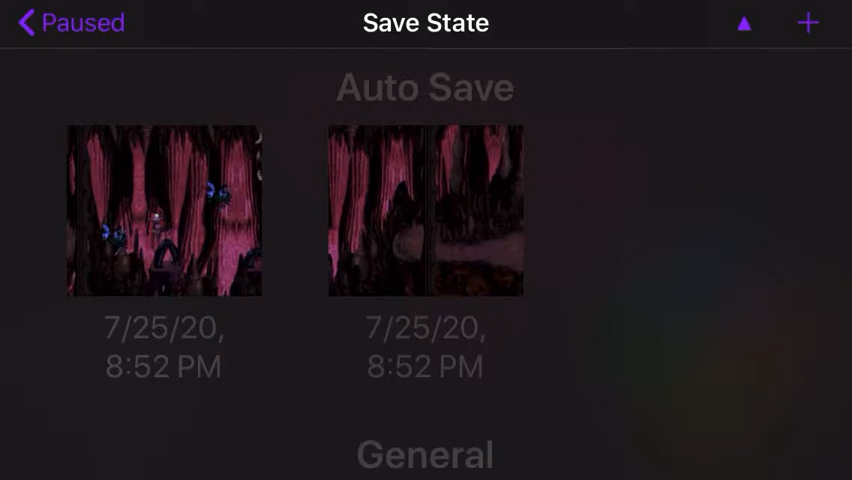 Paused
Save State
Auto Save
7/25/20,
8:52 PM
7/25/20,
8:52 PM
General